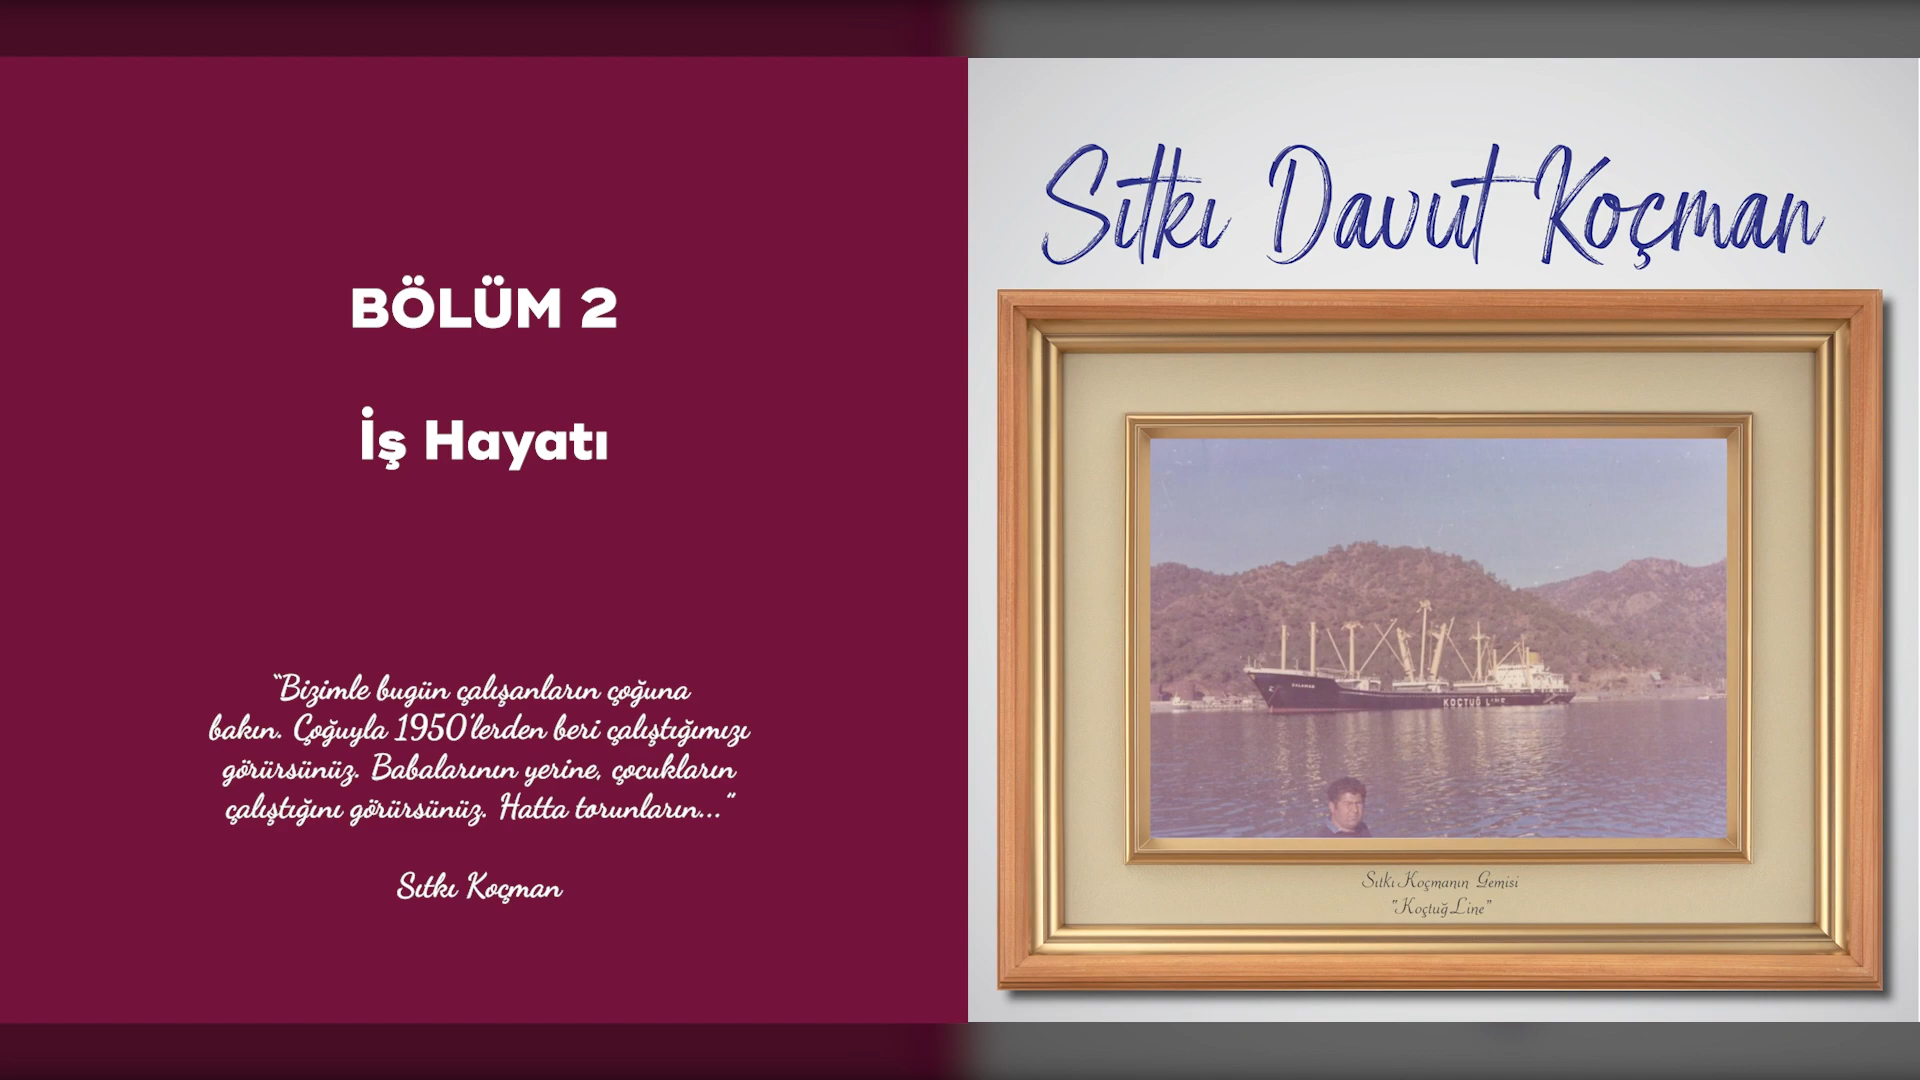 BÖLÜM 2
İş Hayatı
“Bizimle bugün çalışanların çoğuna
bakın. Çoğuyla 1950'lerden beri çalıştığımızı
görürsünüz. Babalarının yerine, çocukların
çalıştığını görürsünüz. Hatta torunların...”
Sıtkı Koçman
Sıtkı Davut Koçman
KOÇTUĞ LINE
Sıtkı Koçmanın Gemisi
"Koçtuğ Line"